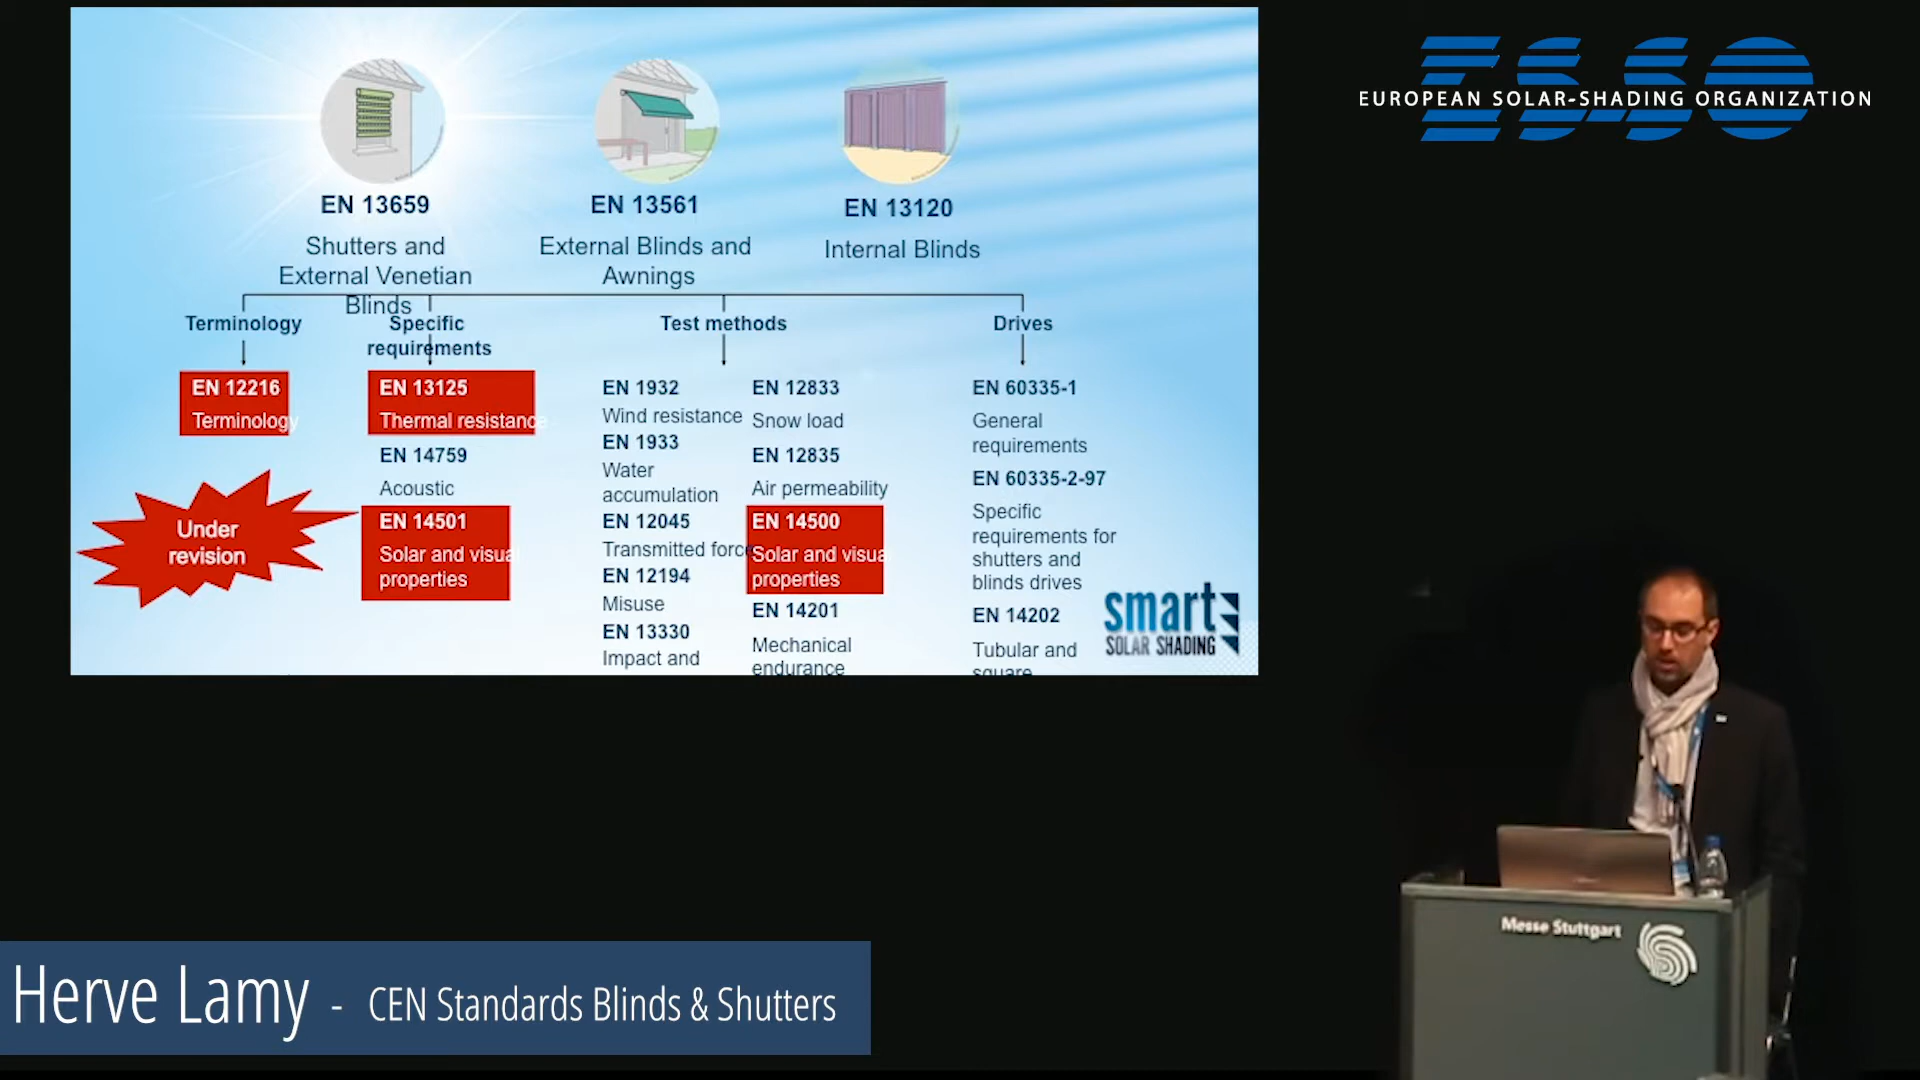 EN 13659
Shutters and
External Venetian
Blinds
EN 13561
External Blinds and
Awnings
EN 13120
Internal Blinds
Terminology
EN 12216
Terminology
Specific
requirements
EN 13125
Thermal resistance
EN 14759
Acoustic
EN 14501
Solar and visua
properties
Under
revision
Test methods
EN 1932
Wind resistance
EN 1933
Water
accumulation
EN 12045
Transmitted force
EN 12194
Misuse
EN 13330
Impact and
EN 12833
Snow load
EN 12835
Air permeability
EN 14500
Solar and visua
properties
EN 14201
Mechanical
endurance
Drives
EN 60335-1
General
requirements
EN 60335-2-97
Specific
requirements for
shutters and
blinds drives
EN 14202
Tubular and
square
smart
SOLAR SHADING
ES-SO
EUROPEAN SOLAR-SHADING ORGANIZATION
Messe Stuttgart
Herve Lamy - CEN Standards Blinds & Shutters